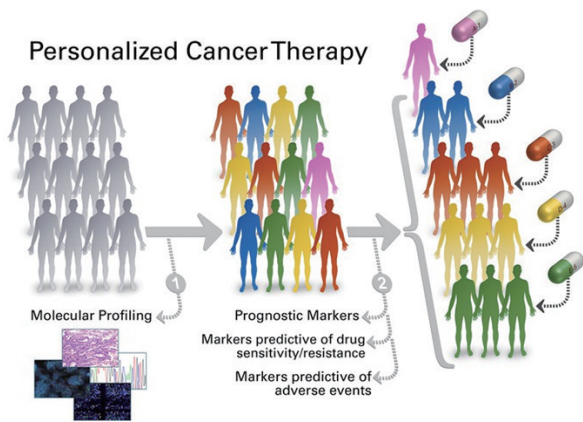 Personalized Cancer Therapy
1
2
Molecular Profiling
Prognostic Markers
Markers predictive of drug
sensitivity/resistance
Markers predictive of
adverse events